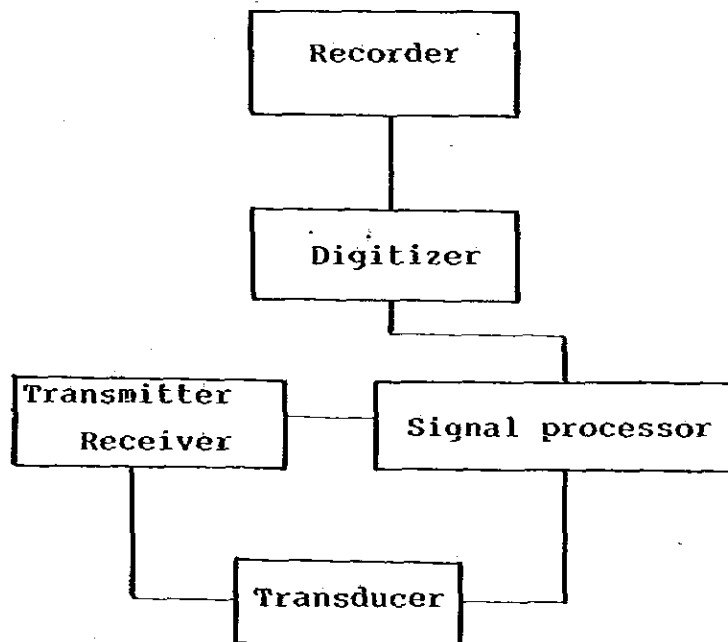 Recorder
Digitizer
Transmitter
Receiver
Signal processor
Transducer